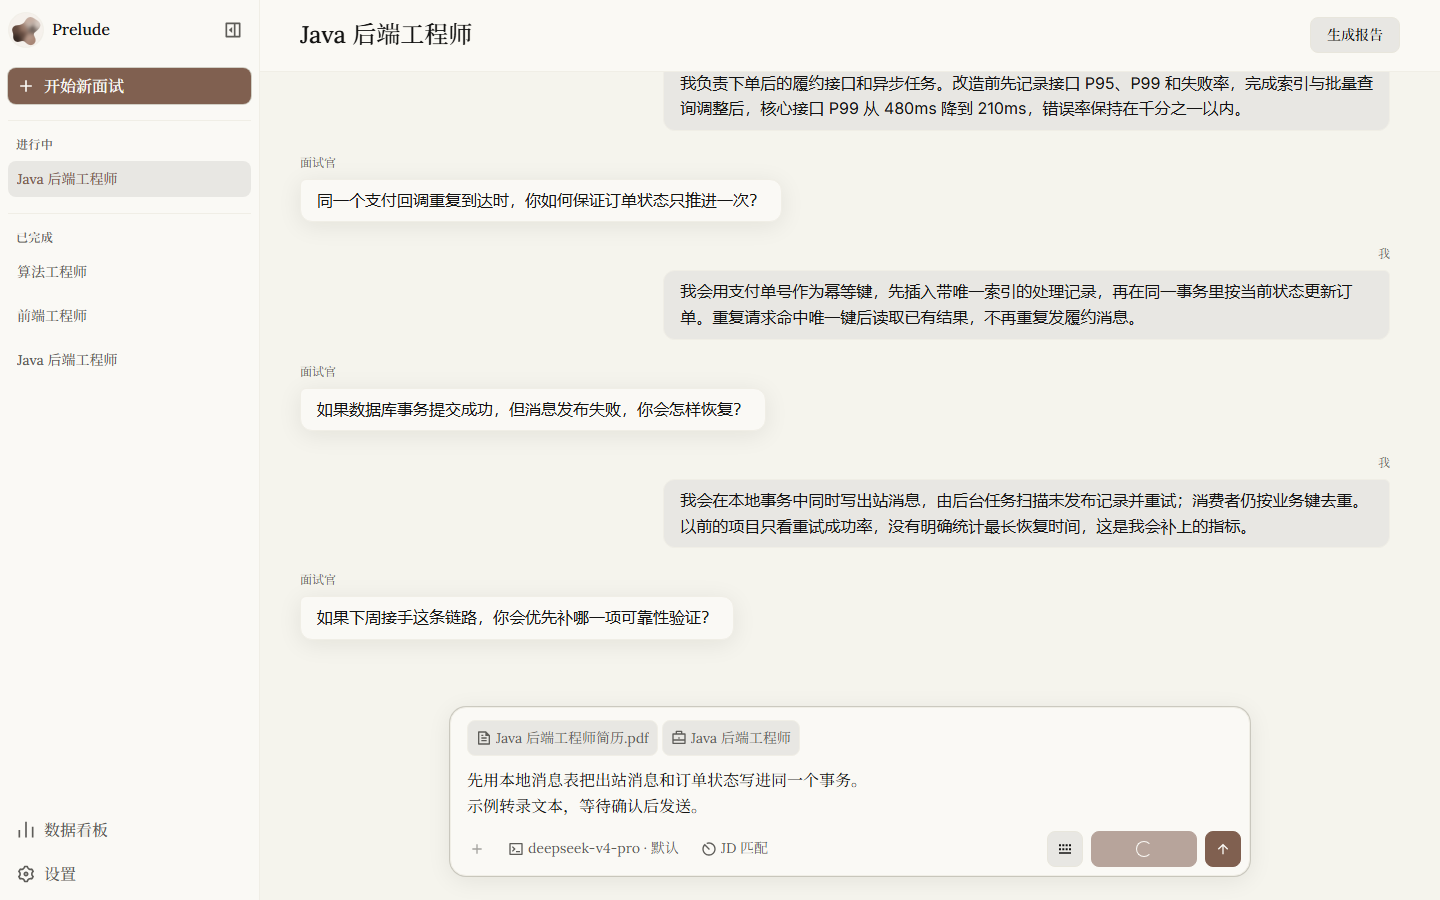 Prelude
开始新面试
进行中
Java 后端工程师
已完成
算法工程师
前端工程师
Java 后端工程师
数据看板
设置
Java 后端工程师
生成报告
我负责下单后的履约接口和异步任务。改造前先记录接口 P95、P99 和失败率，完成索引与批量查
询调整后，核心接口 P99 从 480ms 降到 210ms，错误率保持在千分之一以内。
面试官
同一个支付回调重复到达时，你如何保证订单状态只推进一次？
我
我会用支付单号作为幂等键，先插入带唯一索引的处理记录，再在同一事务里按当前状态更新订
单。重复请求命中唯一键后读取已有结果，不再重复发履约消息。
面试官
如果数据库事务提交成功，但消息发布失败，你会怎样恢复？
我
我会在本地事务中同时写出站消息，由后台任务扫描未发布记录并重试；消费者仍按业务键去重。
以前的项目只看重试成功率，没有明确统计最长恢复时间，这是我会补上的指标。
面试官
如果下周接手这条链路，你会优先补哪一项可靠性验证？
Java 后端工程师简历.pdf
Java 后端工程师
先用本地消息表把出站消息和订单状态写进同一个事务。
示例转录文本，等待确认后发送。
deepseek-v4-pro · 默认
JD 匹配